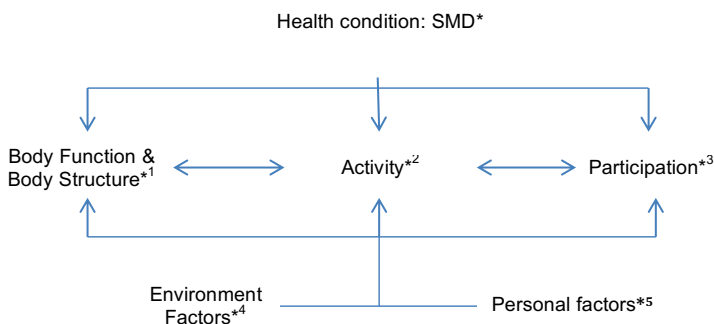 Health condition: SMD*
Body Function &
Body Structure*1
Activity*2
Participation*3
Environment
Factors*4
Personal factors*5